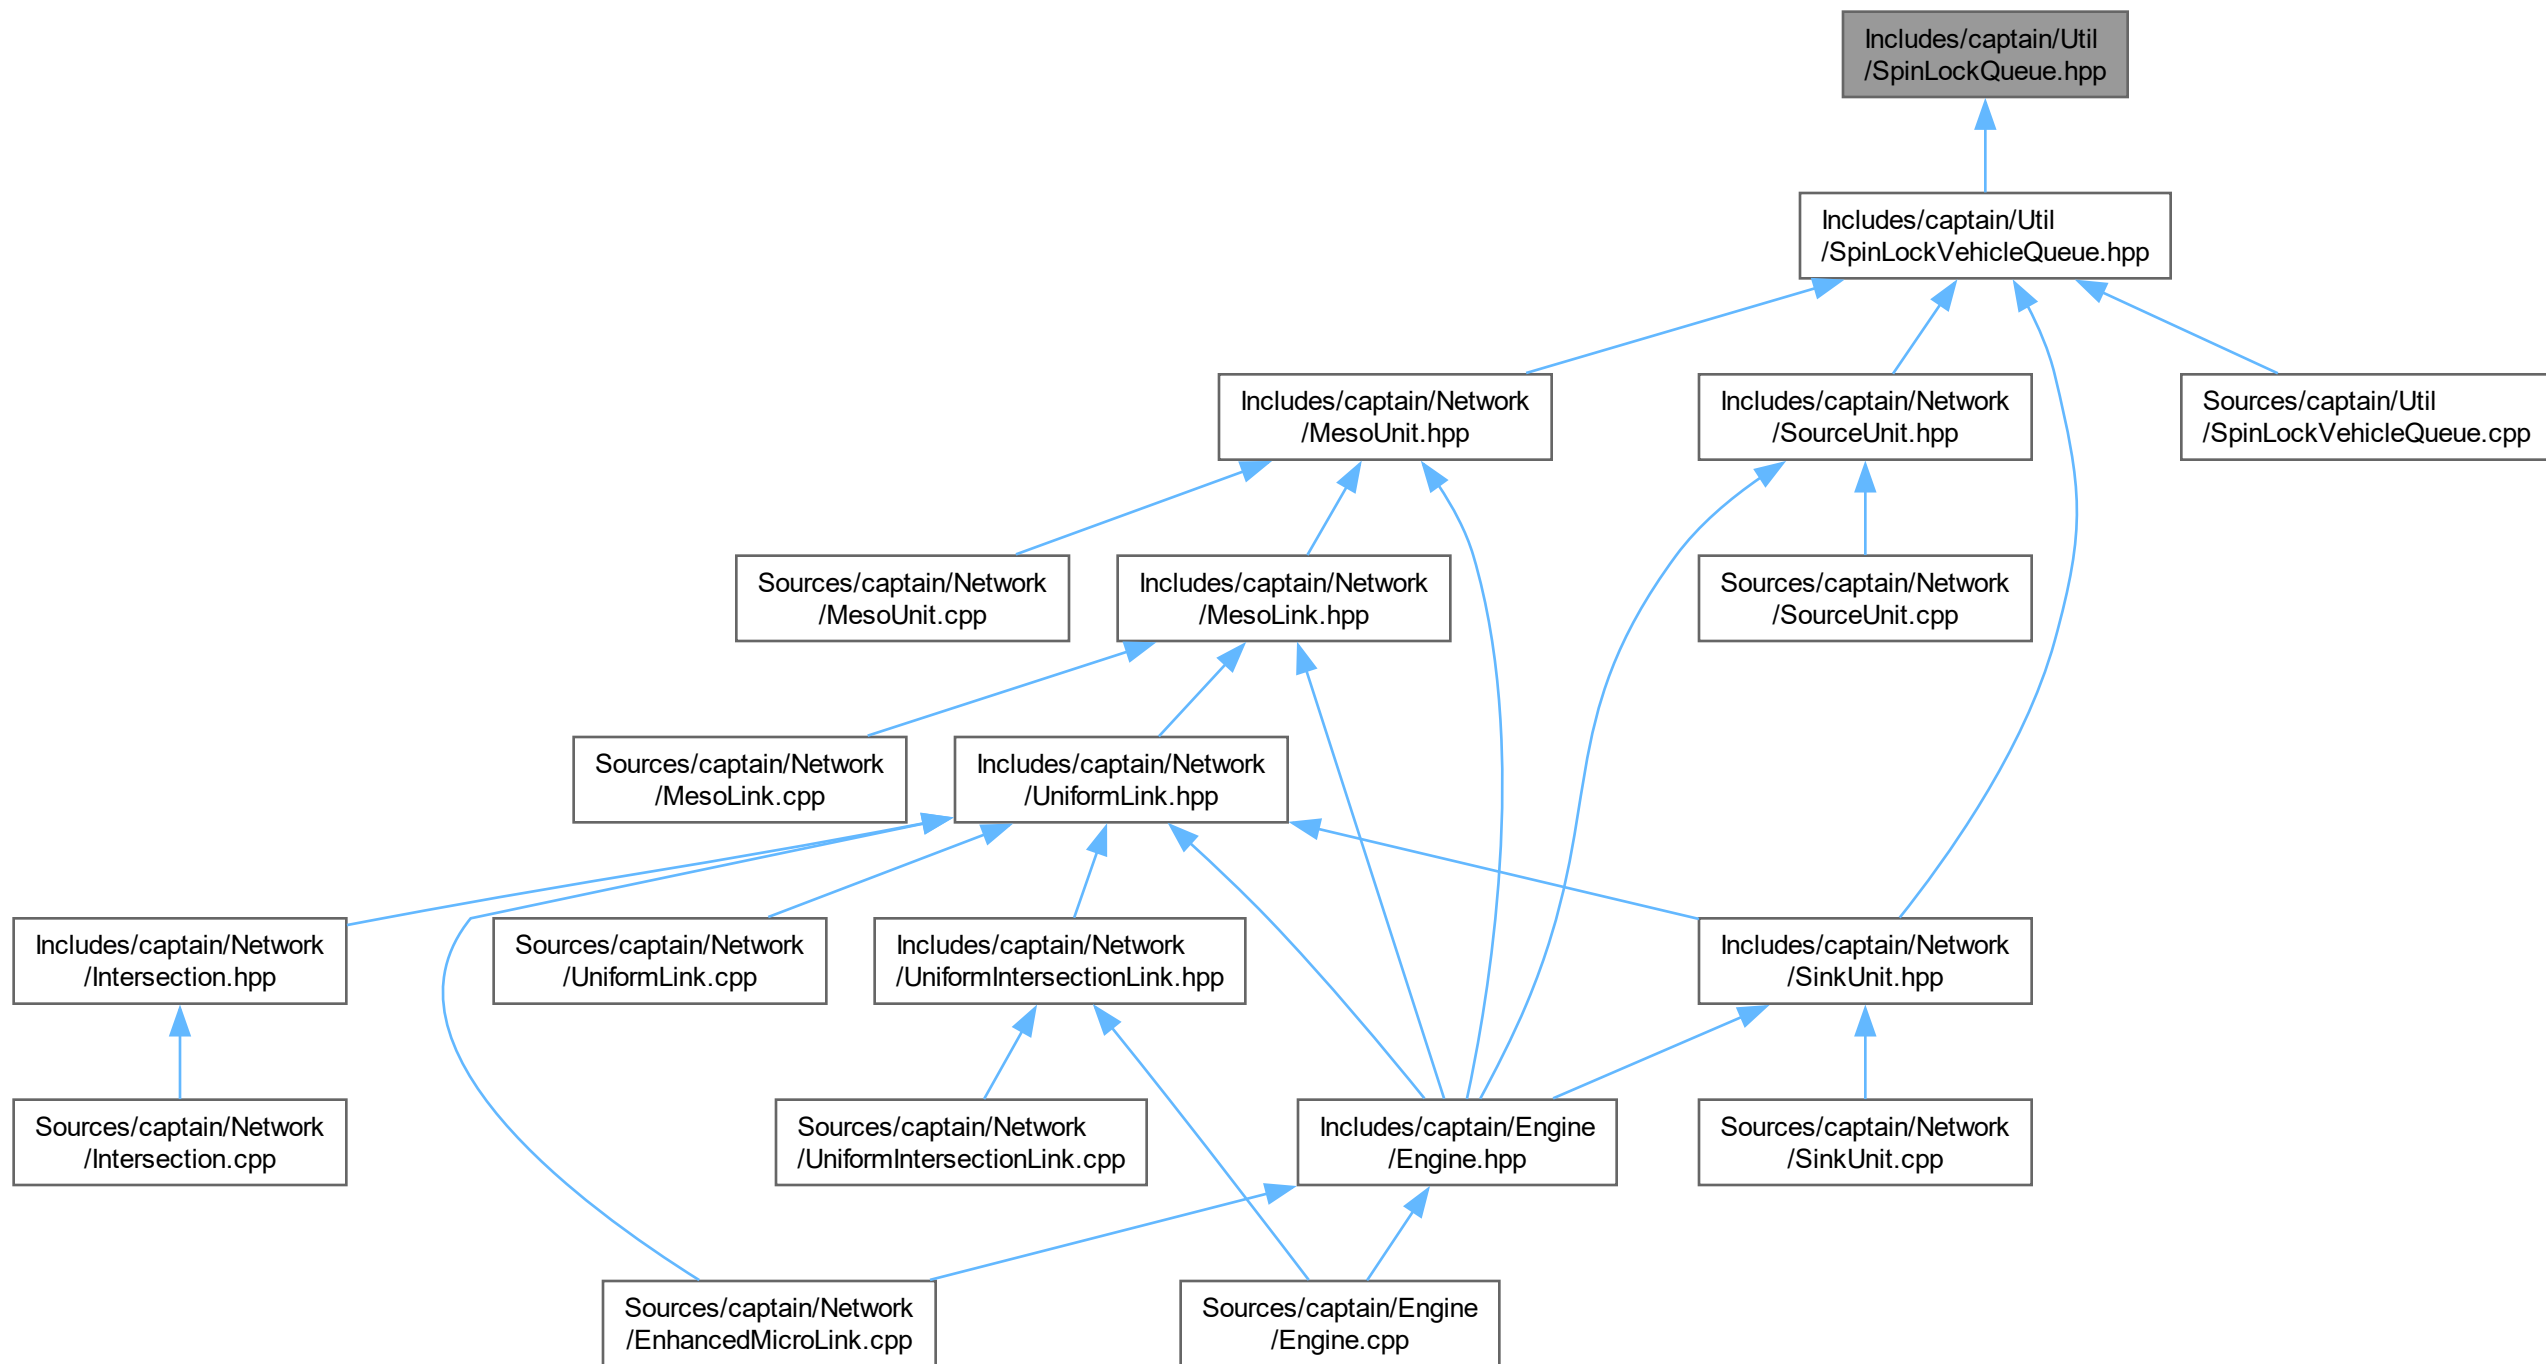 Includes/captain/Util
/SpinLockQueue.hpp
Includes/captain/Util
/SpinLockVehicleQueue.hpp
Includes/captain/Network
/MesoUnit.hpp
Includes/captain/Network
/SourceUnit.hpp
Sources/captain/Util
/SpinLockVehicleQueue.cpp
Sources/captain/Network
/MesoUnit.cpp
Includes/captain/Network
/MesoLink.hpp
Sources/captain/Network
/SourceUnit.cpp
Sources/captain/Network
/MesoLink.cpp
Includes/captain/Network
/UniformLink.hpp
Includes/captain/Network
/Intersection.hpp
Sources/captain/Network
/UniformLink.cpp
Includes/captain/Network
/UniformIntersectionLink.hpp
Includes/captain/Network
/SinkUnit.hpp
Sources/captain/Network
/Intersection.cpp
Sources/captain/Network
/UniformIntersectionLink.cpp
Includes/captain/Engine
/Engine.hpp
Sources/captain/Network
/SinkUnit.cpp
Sources/captain/Network
/EnhancedMicroLink.cpp
Sources/captain/Engine
/Engine.cpp